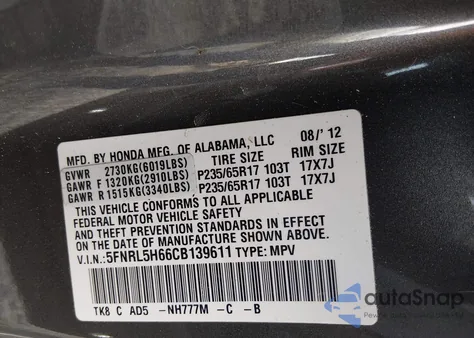 MFD. BY HONDA MFG. OF ALABAMA, LLC 08/'12
GVWR 2730KG(6019LBS) TIRE SIZE RIM SIZE
GAWR F 1320KG(2910LBS) P235/65R17 103T 17X7J
GAWR R 1515KG(3340LBS) P235/65R17 103T 17X7J
THIS VEHICLE CONFORMS TO ALL APPLICABLE
FEDERAL MOTOR VEHICLE SAFETY
AND THEFT PREVENTION STANDARDS IN EFFECT
ON THE DATE OF MANUFACTURE SHOWN ABOVE.
V.I.N.:5FNRL5H66CB139611 TYPE: MPV
TK8 C AD5 -NH777M -C -B
autoSnap
Powered by AutoBidMaster